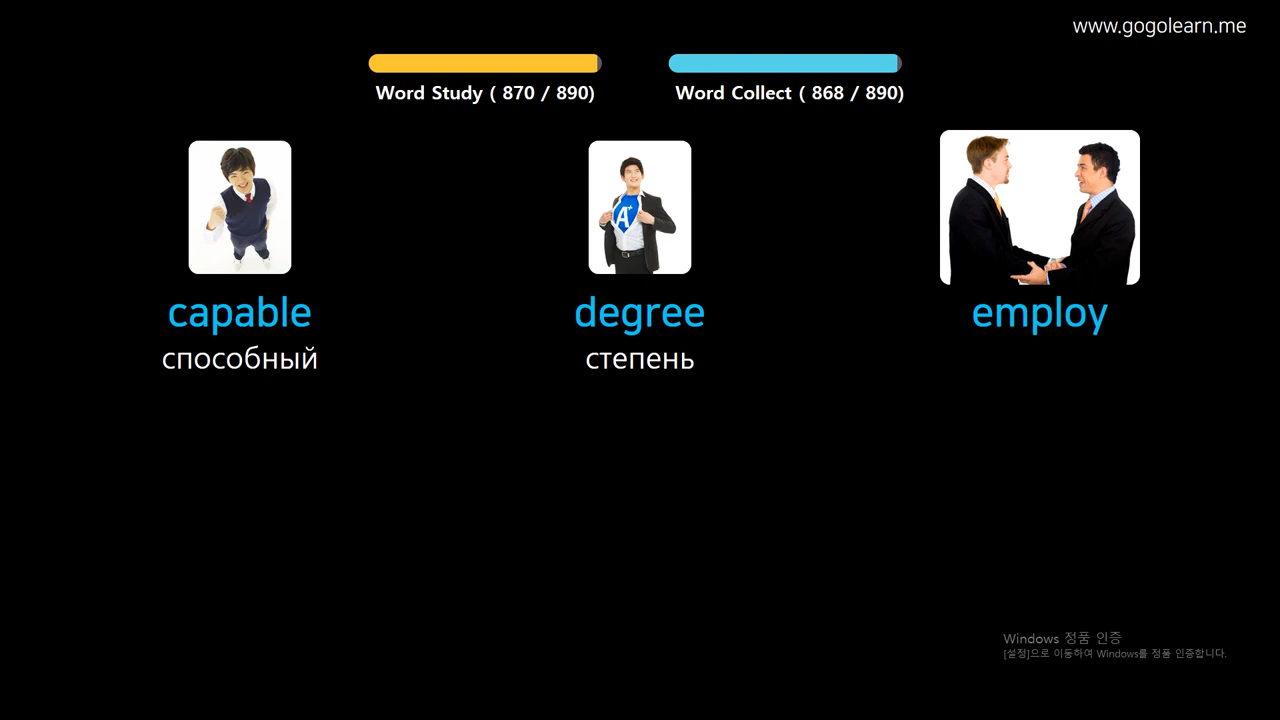 www.gogolearn.me
Word Study ( 870 / 890)
Word Collect ( 868 / 890)
A+
capable
degree
employ
способный
степень
Windows 정품 인증
[설정]으로 이동하여 Windows를 정품 인증합니다.